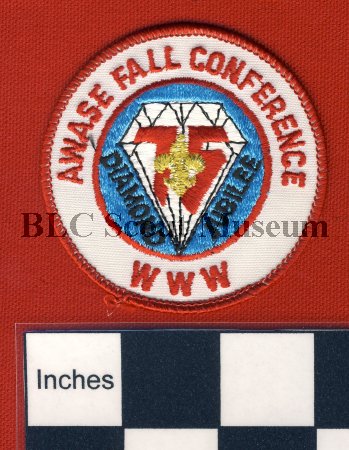 AWASE FALL CONFERENCE
75
DIAMOND JUBILEE
BLC Scout Museum
WWW
Inches